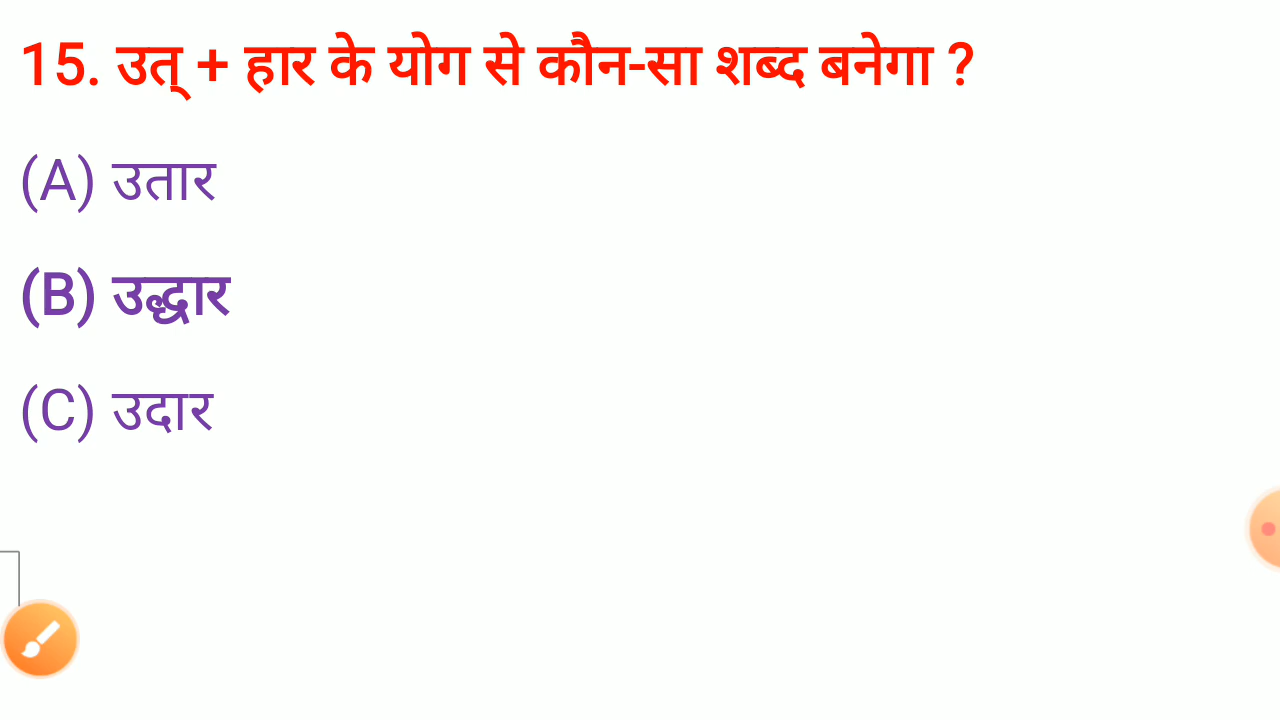 15. उत् + हार के योग से कौन-सा शब्द बनेगा ?
(A) उतार
(B) उद्धार
(C) उदार